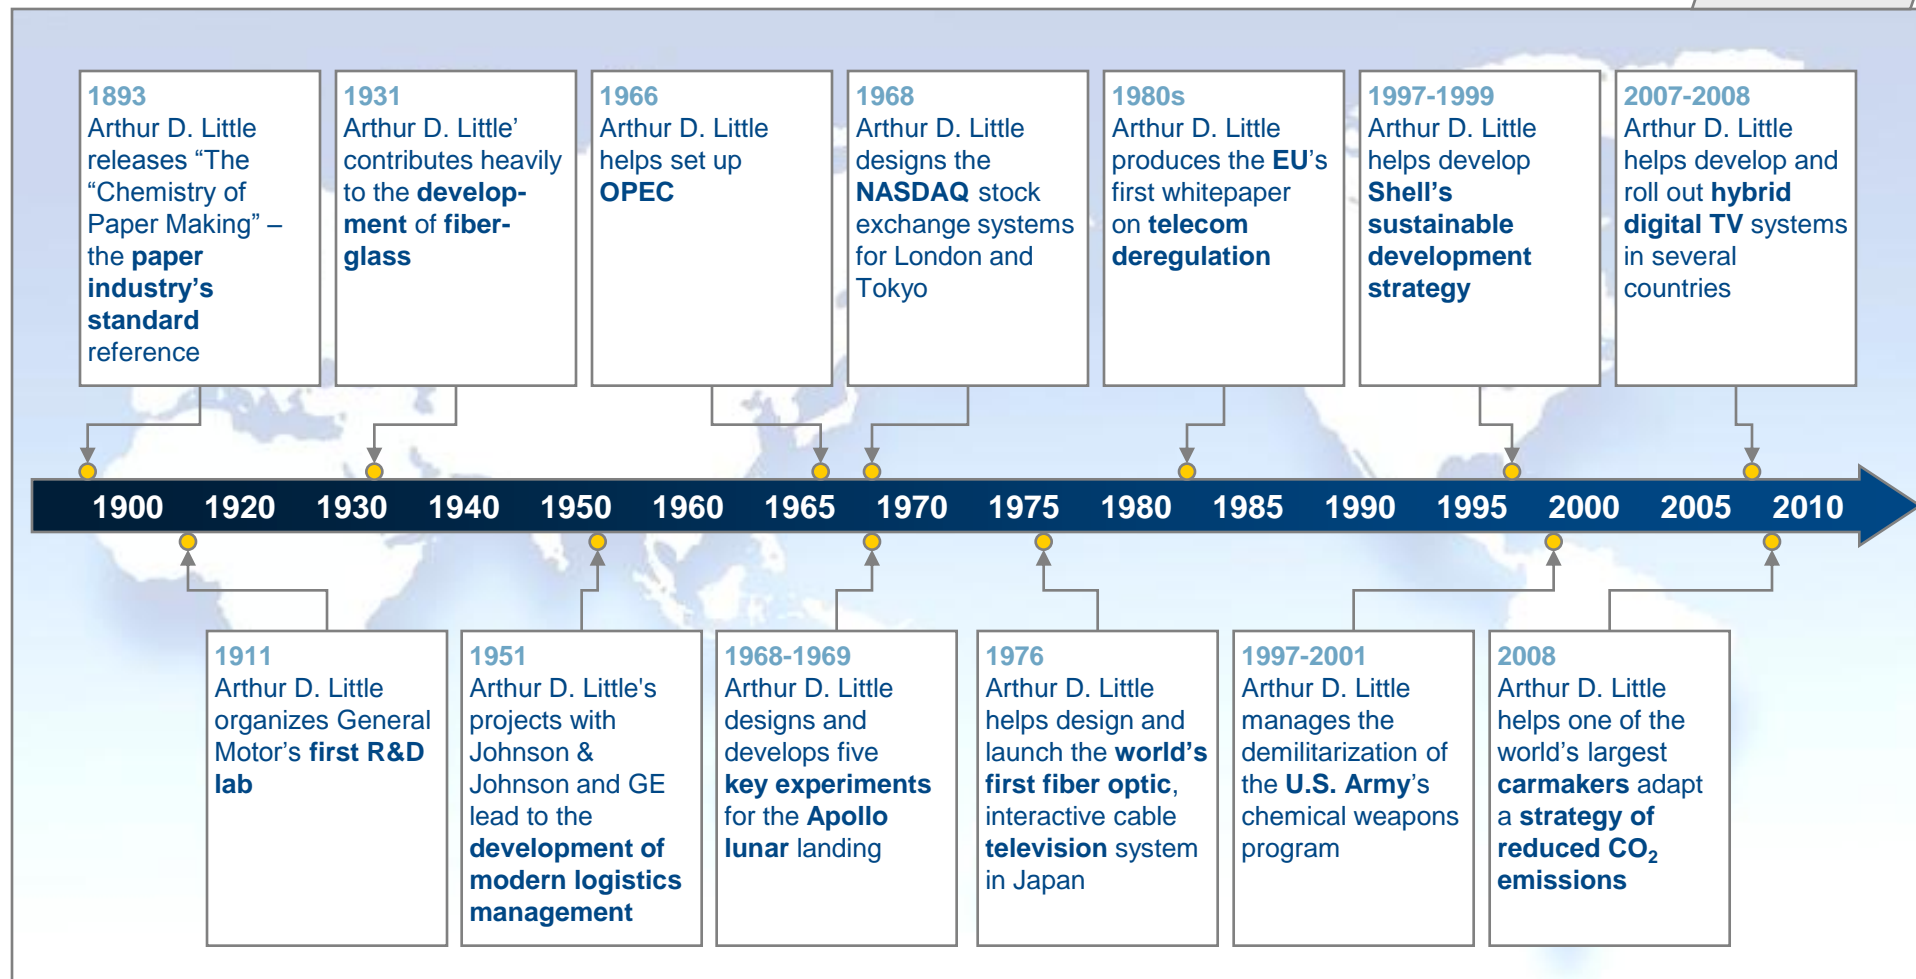 1893
Arthur D. Little
releases “The
“Chemistry of
Paper Making” –
the paper
industry’s
standard
reference
1931
Arthur D. Little’
contributes heavily
to the develop-
ment of fiber-
glass
1966
Arthur D. Little
helps set up
OPEC
1968
Arthur D. Little
designs the
NASDAQ stock
exchange systems
for London and
Tokyo
1980s
Arthur D. Little
produces the EU’s
first whitepaper
on telecom
deregulation
1997-1999
Arthur D. Little
helps develop
Shell’s
sustainable
development
strategy
2007-2008
Arthur D. Little
helps develop and
roll out hybrid
digital TV systems
in several
countries
1900 1920 1930 1940 1950 1960 1965 1970 1975 1980 1985 1990 1995 2000 2005 2010
1911
Arthur D. Little
organizes General
Motor’s first R&D
lab
1951
Arthur D. Little's
projects with
Johnson &
Johnson and GE
lead to the
development of
modern logistics
management
1968-1969
Arthur D. Little
designs and
develops five
key experiments
for the Apollo
lunar landing
1976
Arthur D. Little
helps design and
launch the world’s
first fiber optic,
interactive cable
television system
in Japan
1997-2001
Arthur D. Little
manages the
demilitarization of
the U.S. Army’s
chemical weapons
program
2008
Arthur D. Little
helps one of the
world’s largest
carmakers adapt
a strategy of
reduced CO₂
emissions